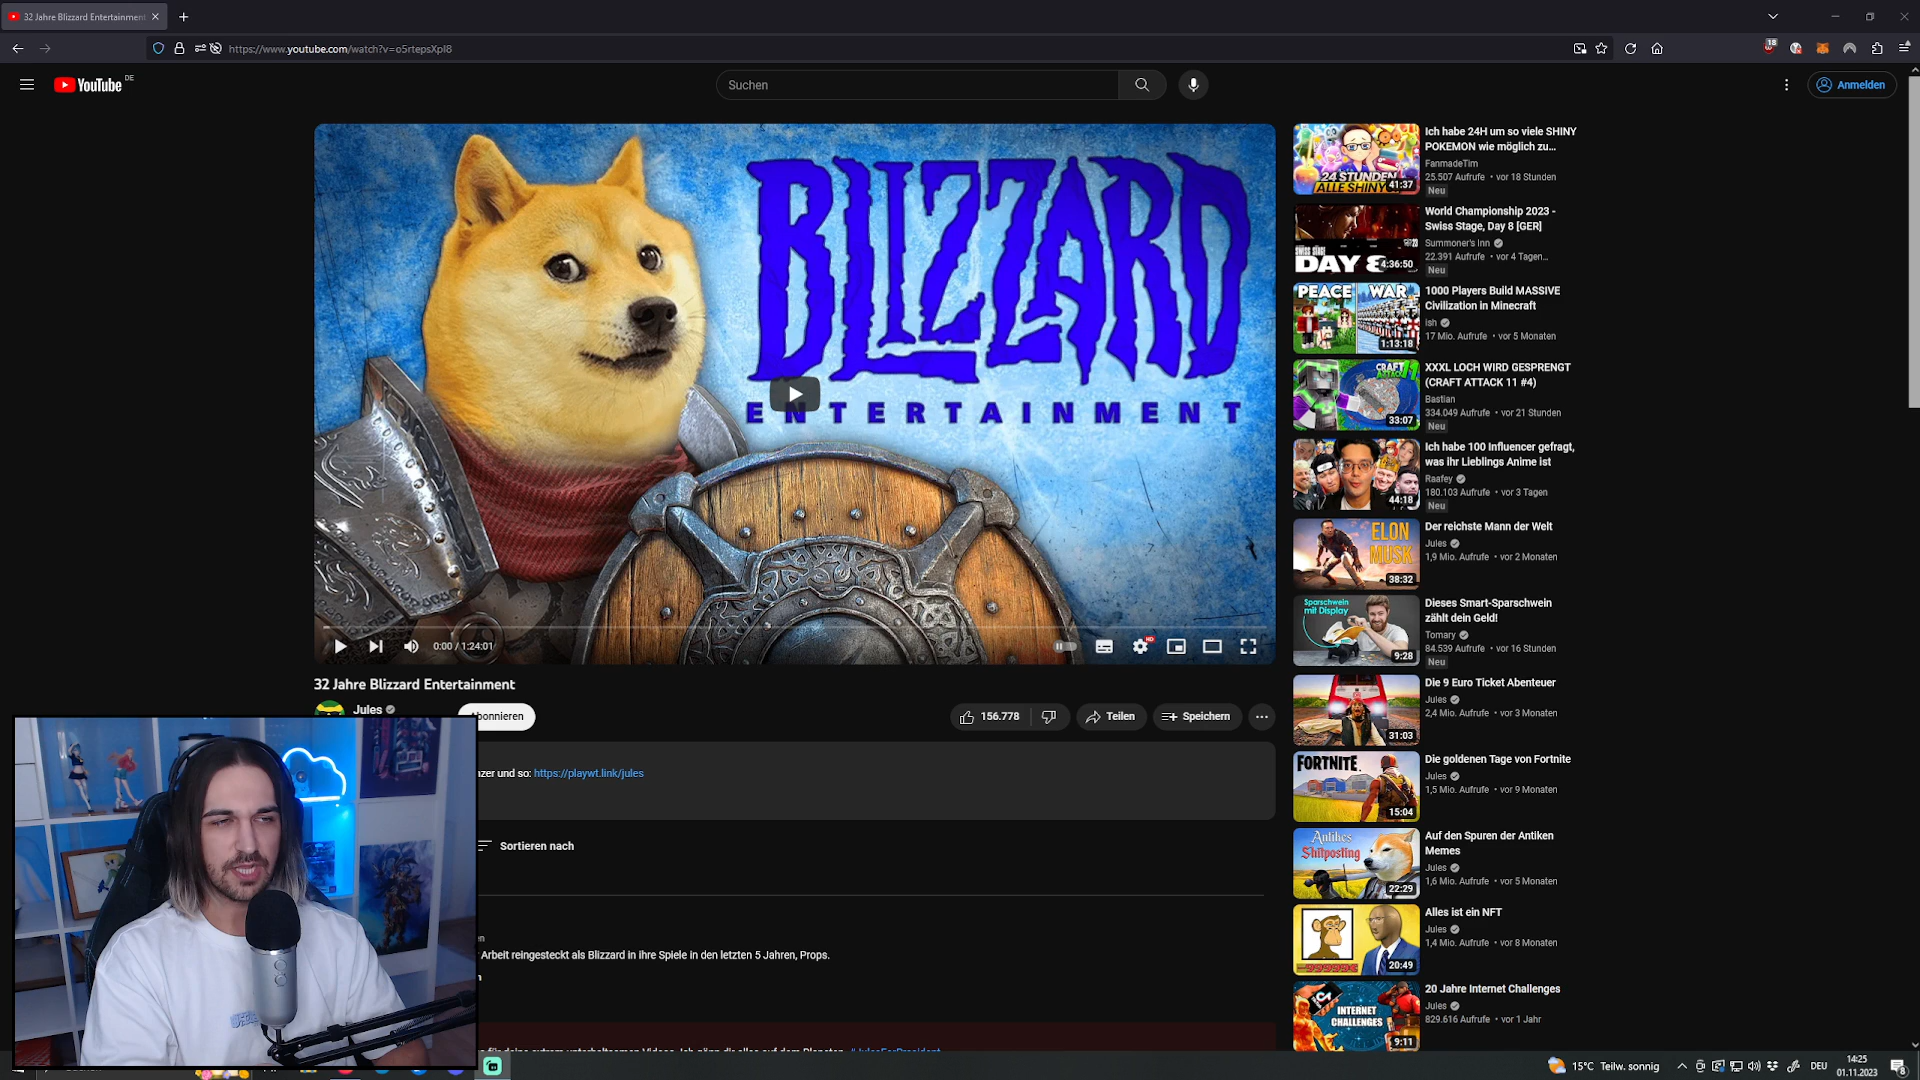 32 Jahre Blizzard Entertainment
https://www.youtube.com/watch?v=o5rtepsXpI8
18
YouTube DE
Suchen
Anmelden
BLIZZARD
ENTERTAINMENT
0:00 / 1:24:01
HD
32 Jahre Blizzard Entertainment
Jules
bonnieren
156.778
Teilen
Speichern
nzer und so: https://playwt.link/jules
Sortieren nach
en
Arbeit reingesteckt als Blizzard in ihre Spiele in den letzten 5 Jahren, Props.
n
24 STUNDEN
ALLE SHINY
41:37
Ich habe 24H um so viele SHINY
POKEMON wie möglich zu...
FanmadeTim
25.507 Aufrufe • vor 18 Stunden
Neu
SWISS STAGE
DAY 8
4:36:50
World Championship 2023 -
Swiss Stage, Day 8 [GER]
Summoner's Inn
22.391 Aufrufe • vor 4 Tagen...
Neu
PEACE WAR
1:13:18
1000 Players Build MASSIVE
Civilization in Minecraft
ish
17 Mio. Aufrufe • vor 5 Monaten
CRAFT
ATTACK
11
33:07
XXXL LOCH WIRD GESPRENGT
(CRAFT ATTACK 11 #4)
Bastian
334.049 Aufrufe • vor 21 Stunden
Neu
44:18
Ich habe 100 Influencer gefragt,
was ihr Lieblings Anime ist
Raafey
180.103 Aufrufe • vor 3 Tagen
Neu
ELON
MUSK
38:32
Der reichste Mann der Welt
Jules
1,9 Mio. Aufrufe • vor 2 Monaten
Sparschwein
mit Display
9:28
Dieses Smart-Sparschwein
zählt dein Geld!
Tomary
84.539 Aufrufe • vor 16 Stunden
Neu
31:03
Die 9 Euro Ticket Abenteuer
Jules
2,4 Mio. Aufrufe • vor 3 Monaten
FORTNITE
15:04
Die goldenen Tage von Fortnite
Jules
1,5 Mio. Aufrufe • vor 9 Monaten
Antikes
Shitposting
22:29
Auf den Spuren der Antiken
Memes
Jules
1,6 Mio. Aufrufe • vor 5 Monaten
20:49
Alles ist ein NFT
Jules
1,4 Mio. Aufrufe • vor 8 Monaten
INTERNET
CHALLENGES
9:11
20 Jahre Internet Challenges
Jules
829.616 Aufrufe • vor 1 Jahr
15°C Teilw. sonnig
DEU
14:25
01.11.2023
8